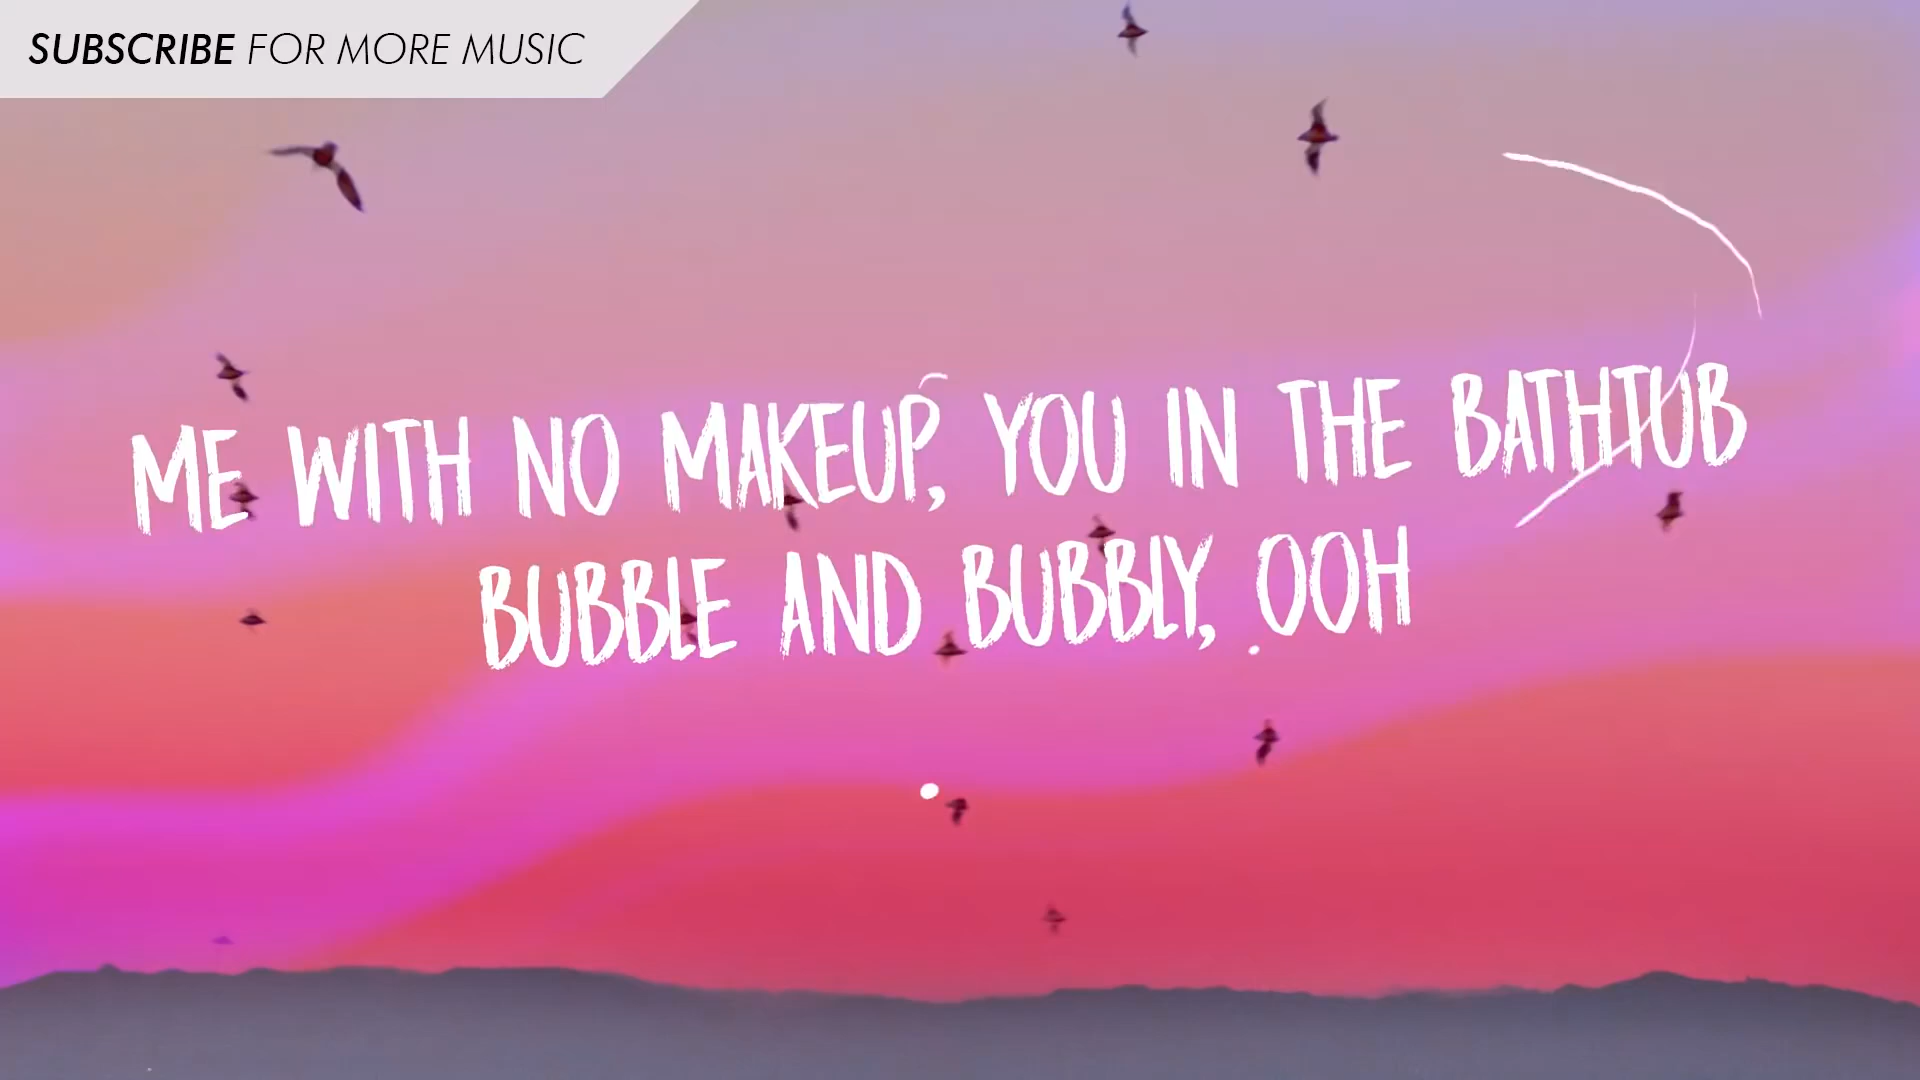 SUBSCRIBE FOR MORE MUSIC
ME WITH NO MAKEUP, YOU IN THE BATHTUB
BUBBLE AND BUBBLY, OOH